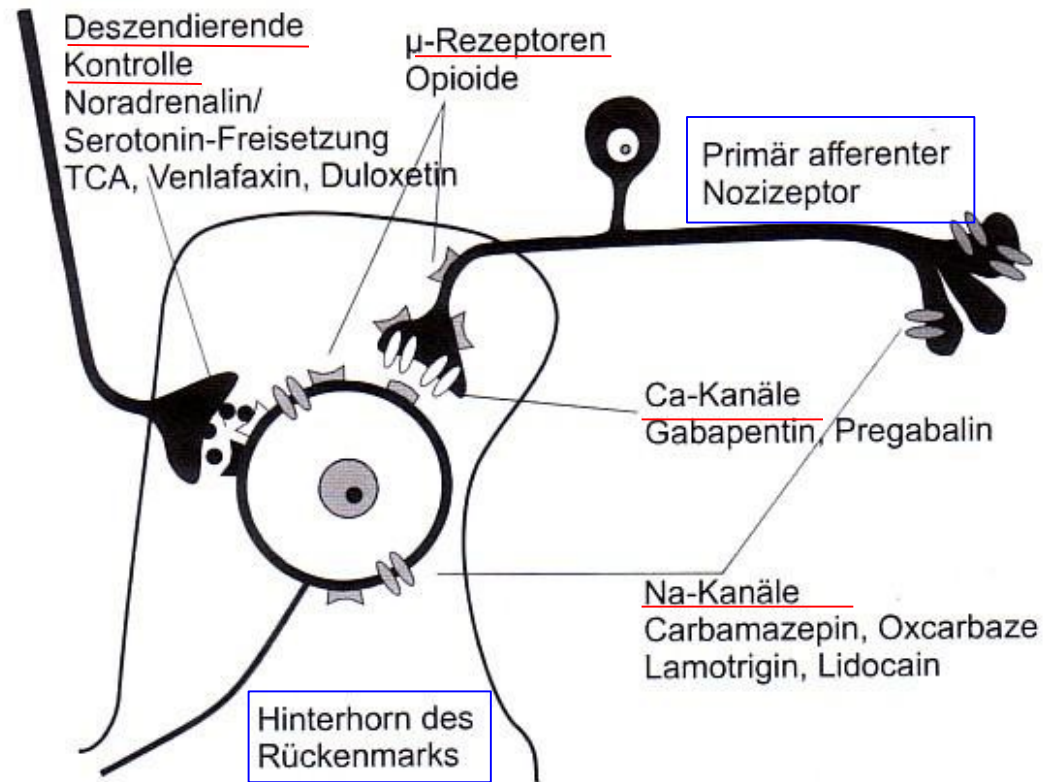 Deszendierende
Kontrolle
Noradrenalin/
Serotonin-Freisetzung
TCA, Venlafaxin, Duloxetin
µ-Rezeptoren
Opioide
Primär afferenter
Nozizeptor
Ca-Kanäle
Gabapentin, Pregabalin
Na-Kanäle
Carbamazepin, Oxcarbaze
Lamotrigin, Lidocain
Hinterhorn des
Rückenmarks